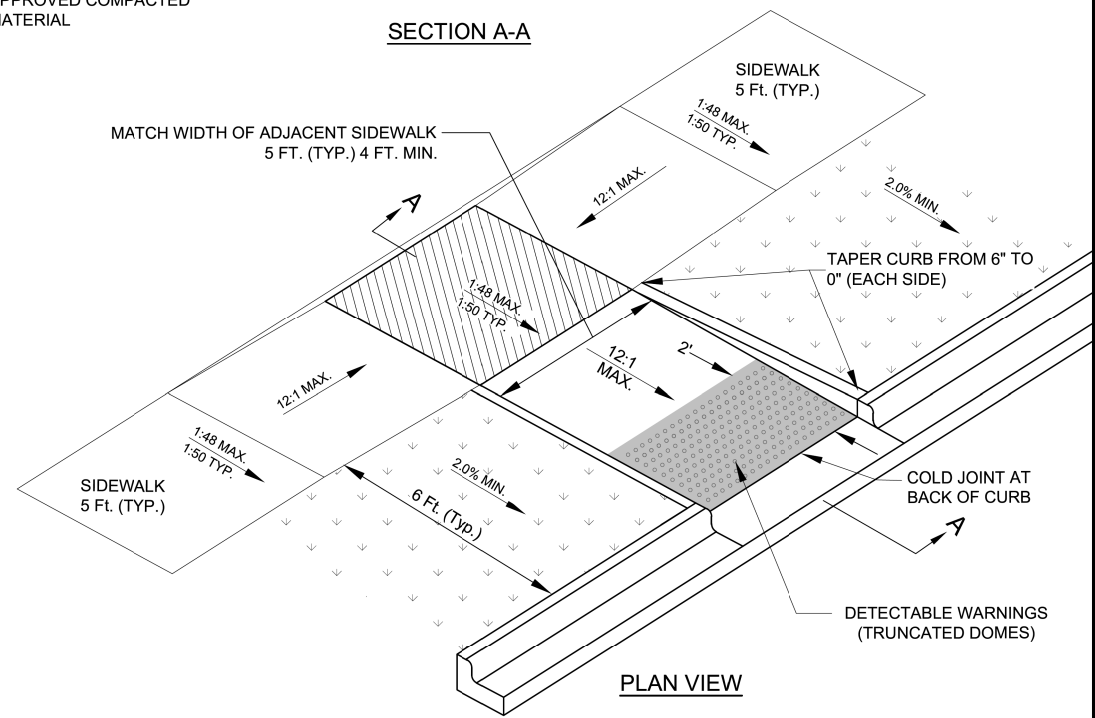 APPROVED COMPACTED
MATERIAL
SECTION A-A
SIDEWALK
5 Ft. (TYP.)
1:48 MAX.
1:50 TYP.
MATCH WIDTH OF ADJACENT SIDEWALK
5 FT. (TYP.) 4 FT. MIN.
12:1 MAX.
2.0% MIN.
A
TAPER CURB FROM 6" TO
0" (EACH SIDE)
1:48 MAX.
1:50 TYP.
2'
12:1
MAX.
12:1 MAX.
1:48 MAX.
1:50 TYP.
2.0% MIN.
SIDEWALK
5 Ft. (TYP.)
6 Ft. (Typ.)
COLD JOINT AT
BACK OF CURB
A
DETECTABLE WARNINGS
(TRUNCATED DOMES)
PLAN VIEW